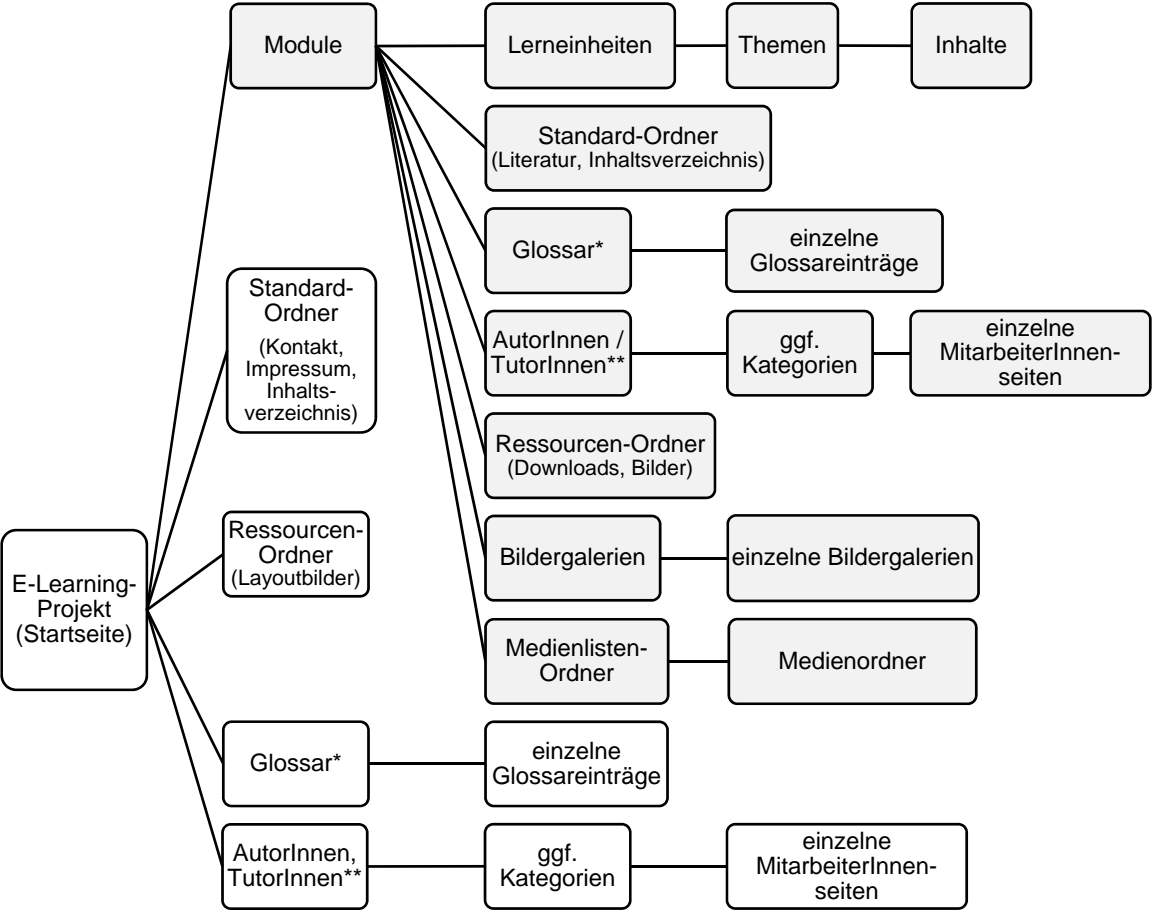 Module
Lerneinheiten
Themen
Inhalte
Standard-Ordner
(Literatur, Inhaltsverzeichnis)
Glossar*
einzelne
Glossareinträge
AutorInnen /
TutorInnen**
ggf.
Kategorien
einzelne
MitarbeiterInnen-
seiten
Ressourcen-Ordner
(Downloads, Bilder)
Bildergalerien
einzelne Bildergalerien
Medienlisten-
Ordner
Medienordner
Standard-
Ordner
(Kontakt,
Impressum,
Inhalts-
verzeichnis)
Ressourcen-
Ordner
(Layoutbilder)
E-Learning-
Projekt
(Startseite)
Glossar*
einzelne
Glossareinträge
AutorInnen,
TutorInnen**
ggf.
Kategorien
einzelne
MitarbeiterInnen-
seiten